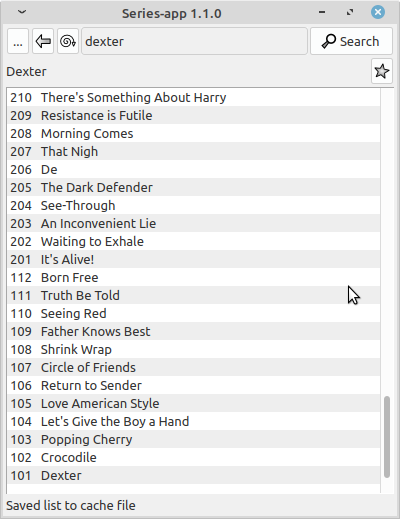 Series-app 1.1.0
... dexter Search
Dexter
210 There's Something About Harry
209 Resistance is Futile
208 Morning Comes
207 That Nigh
206 De
205 The Dark Defender
204 See-Through
203 An Inconvenient Lie
202 Waiting to Exhale
201 It's Alive!
112 Born Free
111 Truth Be Told
110 Seeing Red
109 Father Knows Best
108 Shrink Wrap
107 Circle of Friends
106 Return to Sender
105 Love American Style
104 Let's Give the Boy a Hand
103 Popping Cherry
102 Crocodile
101 Dexter
Saved list to cache file